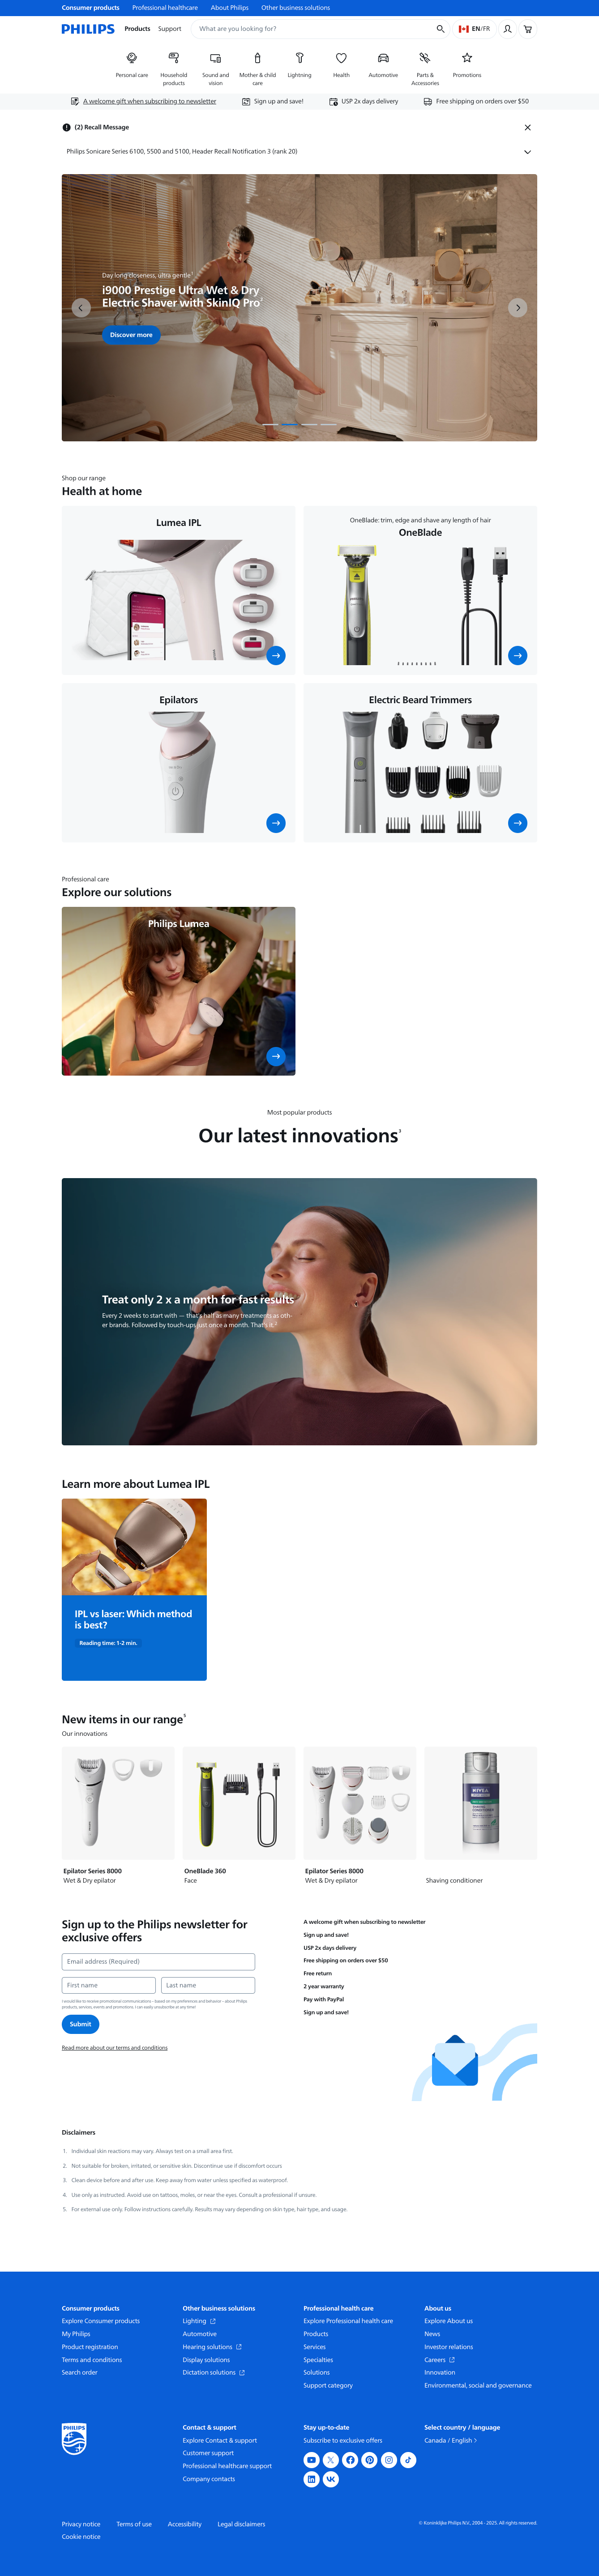 Consumer products Professional healthcare About Philips Other business solutions
PHILIPS Products Support What are you looking for? EN/FR
Personal care
Household products
Sound and vision
Mother & child care
Lightning
Health
Automotive
Parts & Accessories
Promotions
A welcome gift when subscribing to newsletter Sign up and save! USP 2x days delivery Free shipping on orders over $50
(2) Recall Message
Philips Sonicare Series 6100, 5500 and 5100, Header Recall Notification 3 (rank 20)
Day long closeness, ultra gentle1
i9000 Prestige Ultra Wet & Dry
Electric Shaver with SkinIQ Pro2
Discover more
Shop our range
Health at home
Lumea IPL
OneBlade: trim, edge and shave any length of hair
OneBlade
Epilators
Electric Beard Trimmers
Professional care
Explore our solutions
Philips Lumea
Most popular products
Our latest innovations3
Treat only 2 x a month for fast results
Every 2 weeks to start with — that's half as many treatments as oth-
er brands. Followed by touch-ups just once a month. That's it.
Learn more about Lumea IPL
IPL vs laser: Which method
is best?
Reading time: 1-2 min.
New items in our range5
Our innovations
NIVEA
Epilator Series 8000
Wet & Dry epilator
OneBlade 360
Face
Epilator Series 8000
Wet & Dry epilator
Shaving conditioner
Sign up to the Philips newsletter for
exclusive offers
Email address (Required)
First name Last name
I would like to receive promotional communications – based on my preferences and behavior – about Philips
products, services, events and promotions. I can easily unsubscribe at any time!
Submit
Read more about our terms and conditions
A welcome gift when subscribing to newsletter
Sign up and save!
USP 2x days delivery
Free shipping on orders over $50
Free return
2 year warranty
Pay with PayPal
Sign up and save!
Disclaimers
1. Individual skin reactions may vary. Always test on a small area first.
2. Not suitable for broken, irritated, or sensitive skin. Discontinue use if discomfort occurs
3. Clean device before and after use. Keep away from water unless specified as waterproof.
4. Use only as instructed. Avoid use on tattoos, moles, or near the eyes. Consult a professional if unsure.
5. For external use only. Follow instructions carefully. Results may vary depending on skin type, hair type, and usage.
Consumer products
Explore Consumer products
My Philips
Product registration
Terms and conditions
Search order
Other business solutions
Lighting
Automotive
Hearing solutions
Display solutions
Dictation solutions
Professional health care
Explore Professional health care
Products
Services
Specialties
Solutions
Support category
About us
Explore About us
News
Investor relations
Careers
Innovation
Environmental, social and governance
PHILIPS
Contact & support
Explore Contact & support
Customer support
Professional healthcare support
Company contacts
Stay up-to-date
Subscribe to exclusive offers
Select country / language
Canada / English
Privacy notice Terms of use Accessibility Legal disclaimers
Cookie notice
© Koninklijke Philips N.V., 2004 - 2025. All rights reserved.